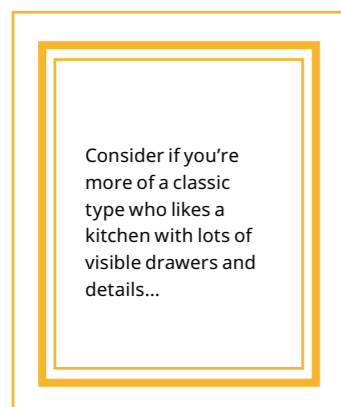 Consider if you’re
more of a classic
type who likes a
kitchen with lots of
visible drawers and
details...